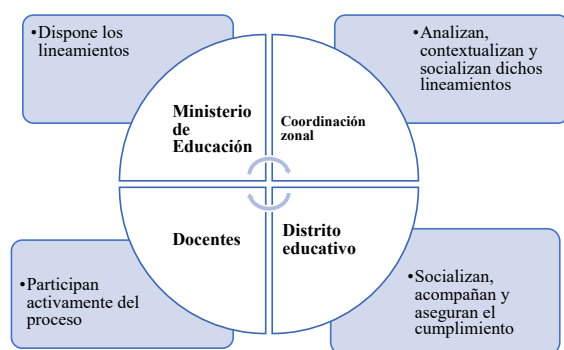 •Dispone los
lineamientos
•Analizan,
contextualizan y
socializan dichos
lineamientos
Ministerio
de
Educación
Coordinación
zonal
Docentes
Distrito
educativo
•Participan
activamente del
proceso
•Socializan,
acompañan y
aseguran el
cumplimiento